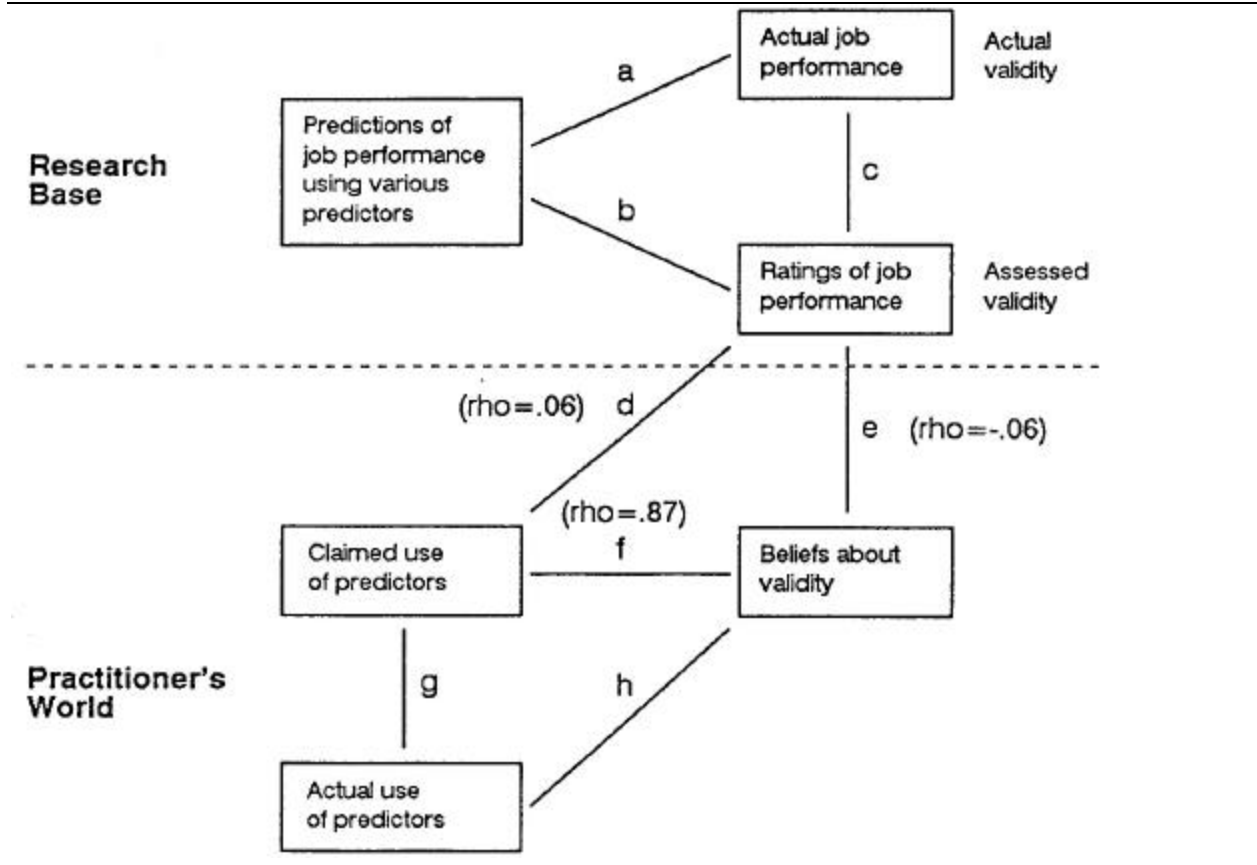 Actual job
performance
Actual
validity
a
Predictions of
job performance
using various
predictors
Research
Base
c
b
Ratings of job
performance
Assessed
validity
(rho=.06)
d
e
(rho=-.06)
(rho=.87)
f
Claimed use
of predictors
Beliefs about
validity
Practitioner's
World
g
h
Actual use
of predictors